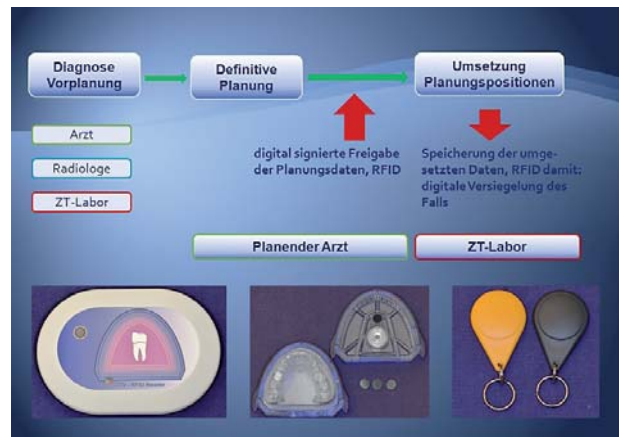 Diagnose
Vorplanung
Definitive
Planung
Umsetzung
Planungspositionen
Arzt
Radiologe
ZT-Labor
digital signierte Freigabe
der Planungsdaten, RFID
Speicherung der umge-
setzten Daten, RFID damit:
digitale Versiegelung des
Falls
Planender Arzt
ZT-Labor